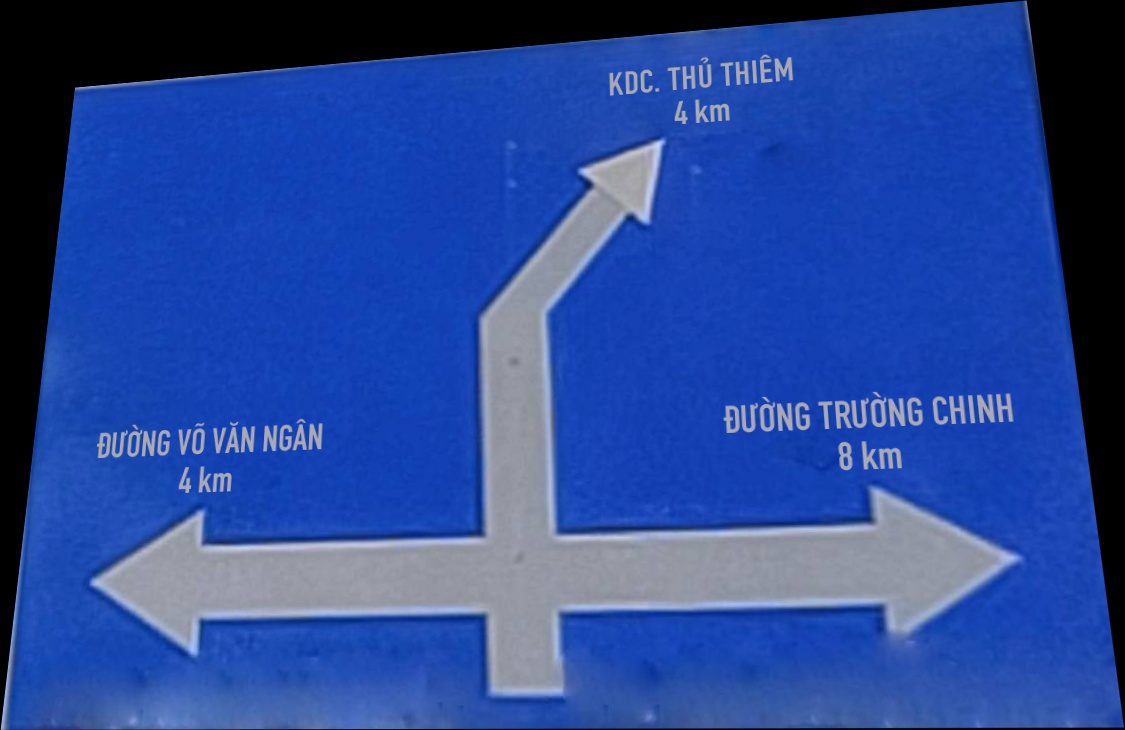 KDC. THỦ THIÊM
4 km
ĐƯỜNG VÕ VĂN NGÂN
4 km
ĐƯỜNG TRƯỜNG CHINH
8 km